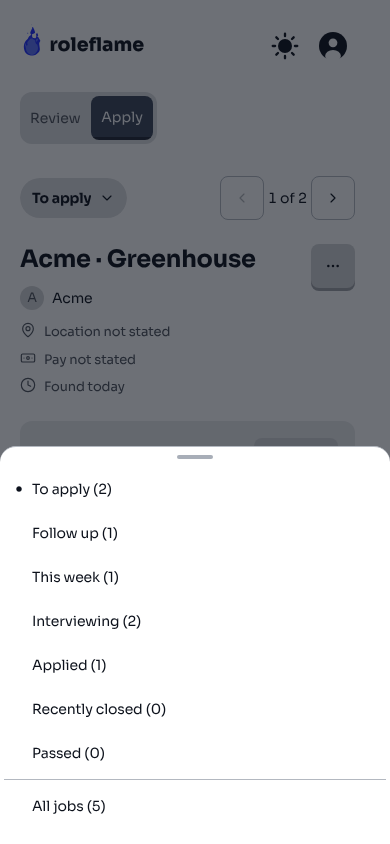 roleflame
Review Apply
To apply
1 of 2
Acme · Greenhouse
...
A Acme
Location not stated
Pay not stated
Found today
To apply (2)
Follow up (1)
This week (1)
Interviewing (2)
Applied (1)
Recently closed (0)
Passed (0)
All jobs (5)